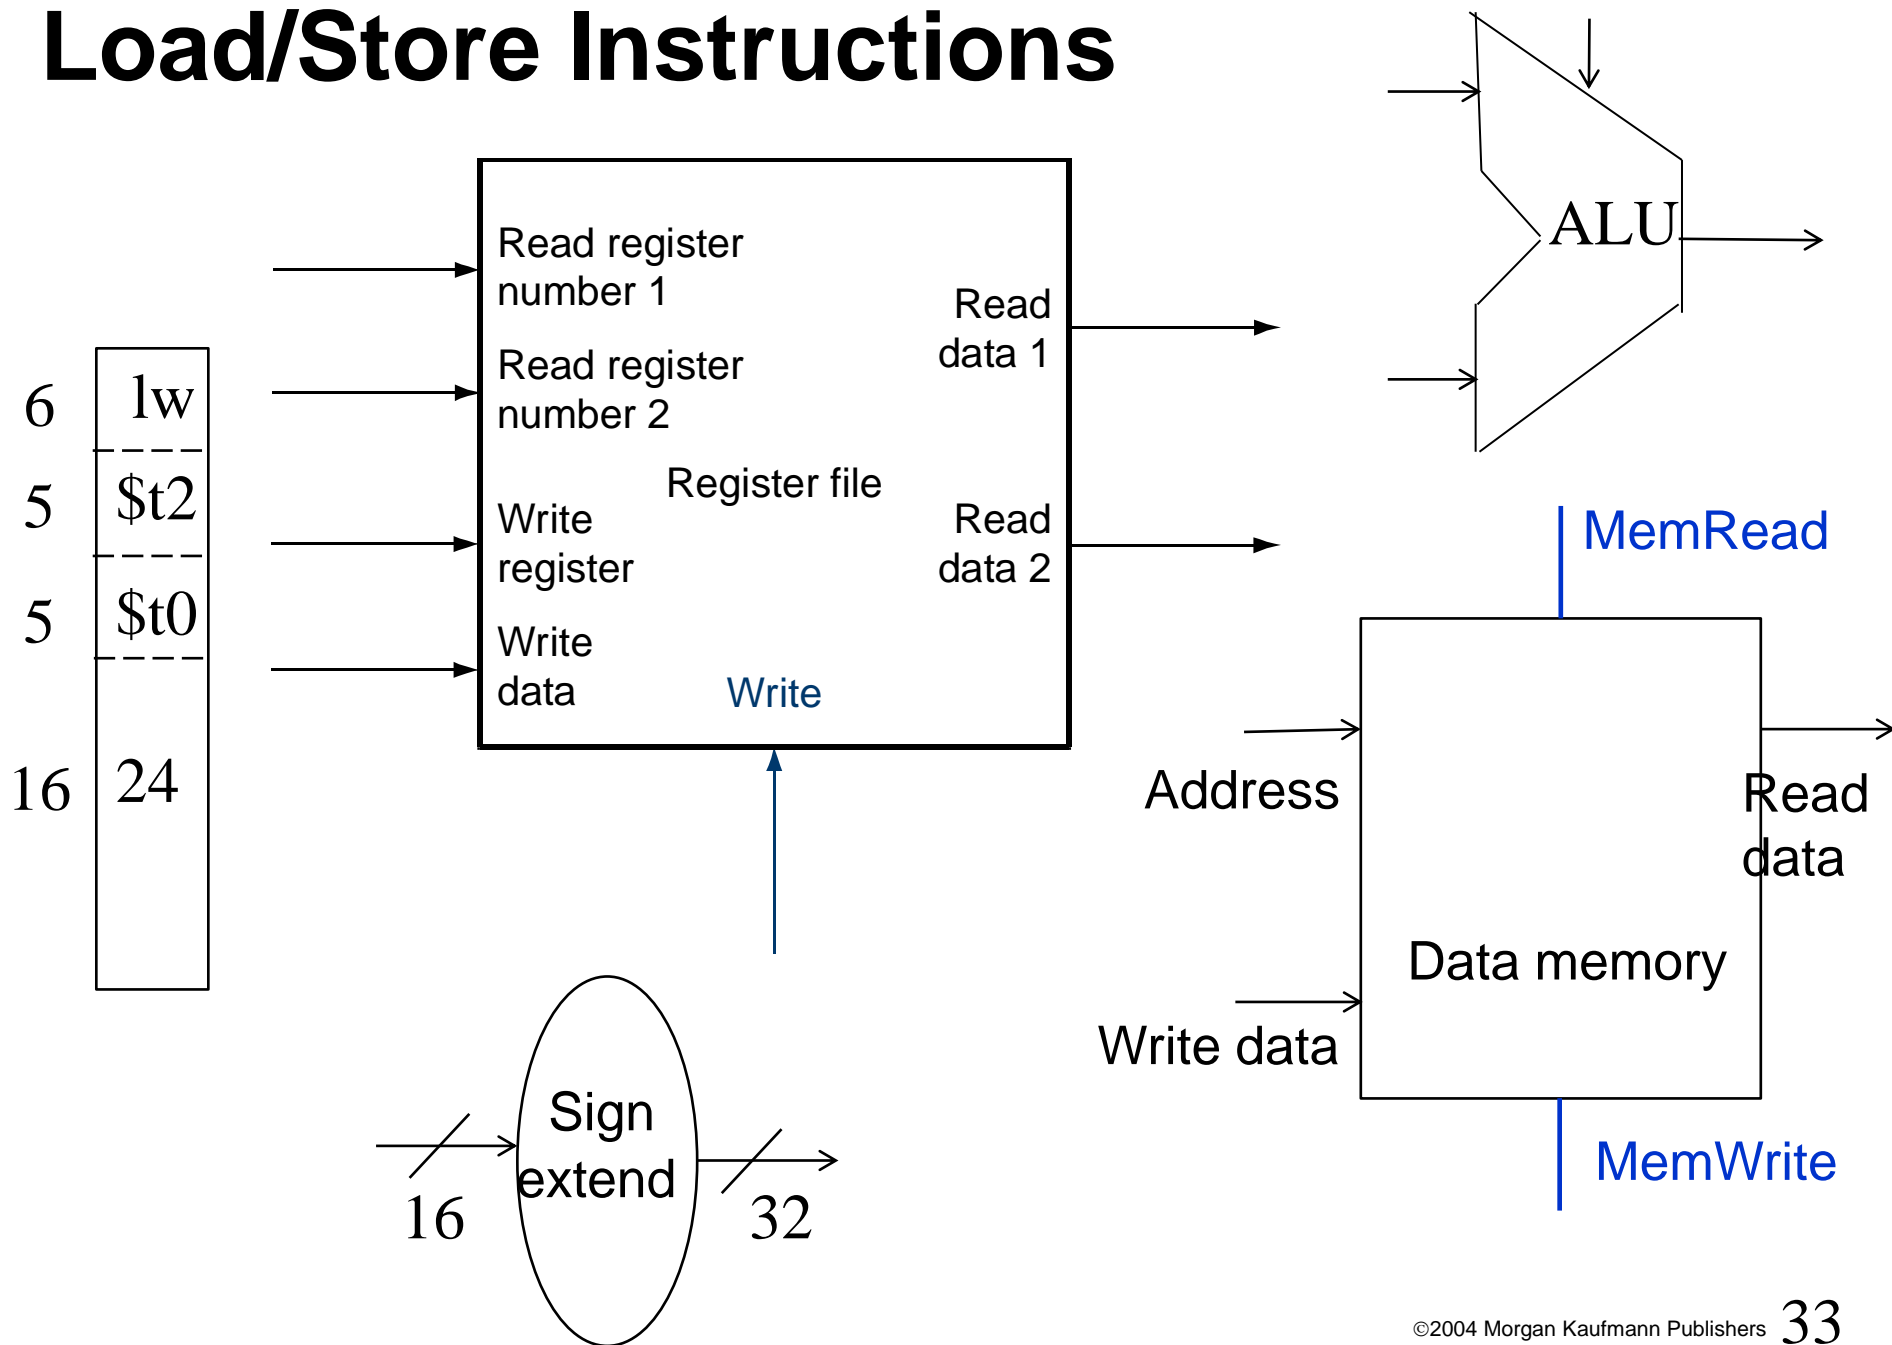 Load/Store Instructions
ALU
Read register
number 1
Read
data 1
Read register
number 2
6
lw
Register file
5
$t2
Write
register
Read
data 2
MemRead
5
$t0
Write
data
Write
16
24
Address
Read
data
Data memory
Write data
Sign
extend
16
32
MemWrite
©2004 Morgan Kaufmann Publishers 33